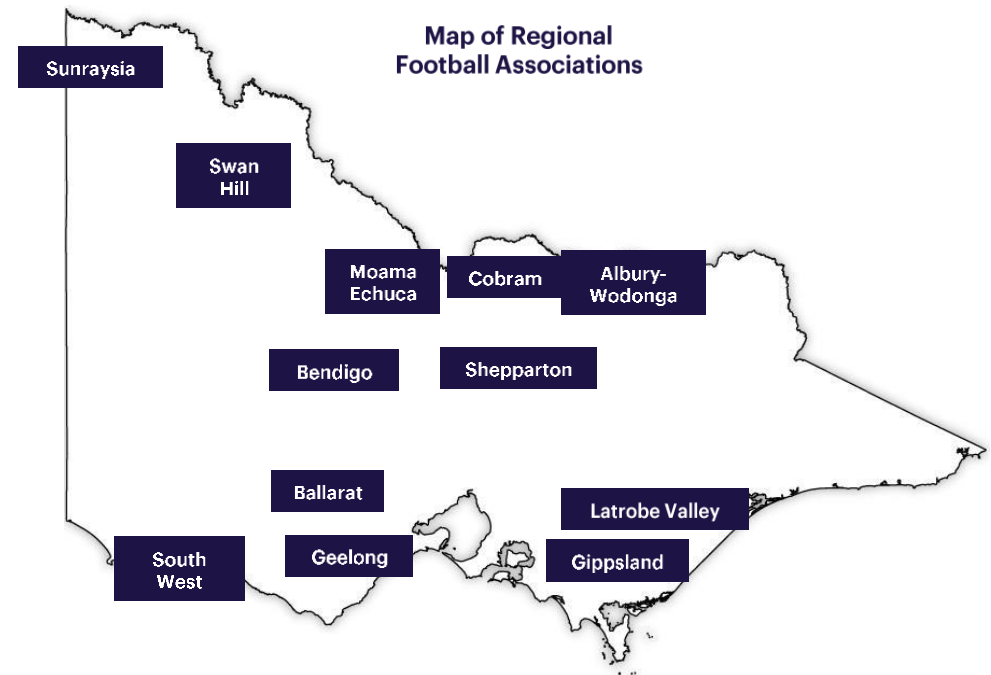 Map of Regional
Football Associations
Sunraysia
Swan
Hill
Moama
Echuca
Cobram
Albury-
Wodonga
Bendigo
Shepparton
Ballarat
Latrobe Valley
Geelong
Gippsland
South
West